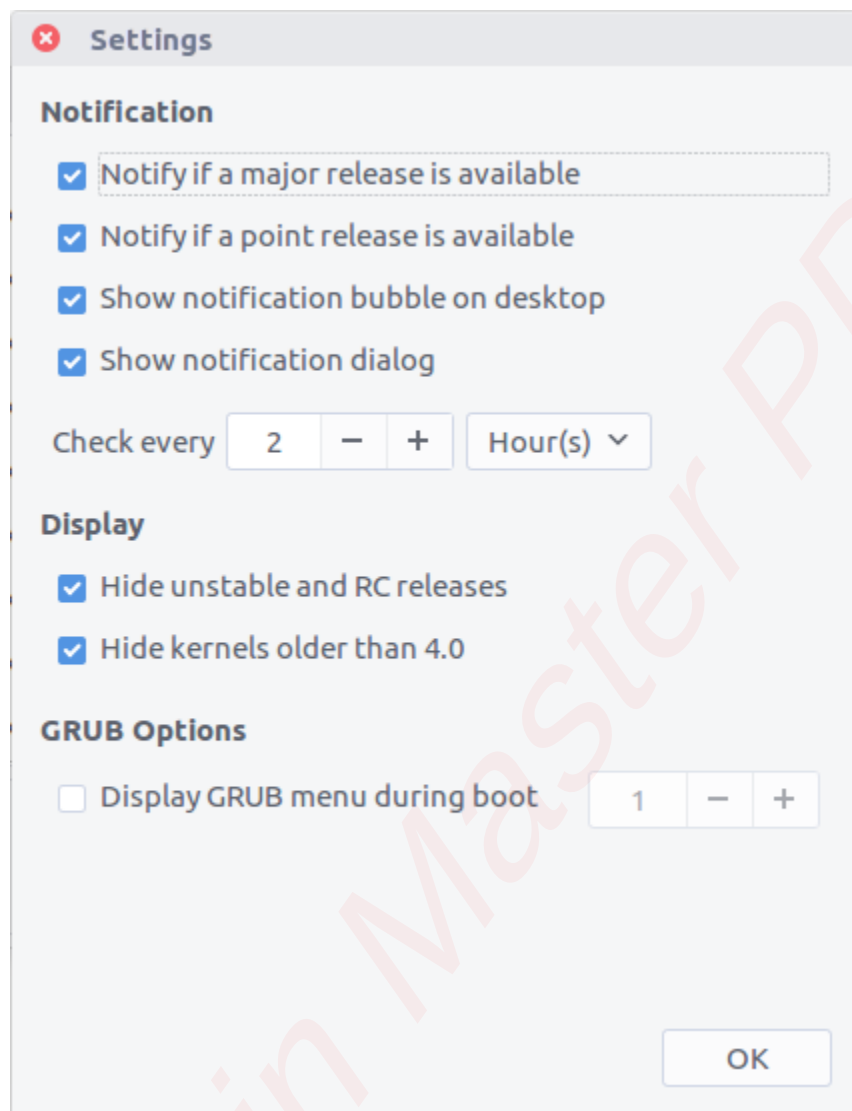 Settings
Notification
Notify if a major release is available
Notify if a point release is available
Show notification bubble on desktop
Show notification dialog
Check every 2 − + Hour(s)
Display
Hide unstable and RC releases
Hide kernels older than 4.0
GRUB Options
Display GRUB menu during boot 1 − +
OK
in Master P